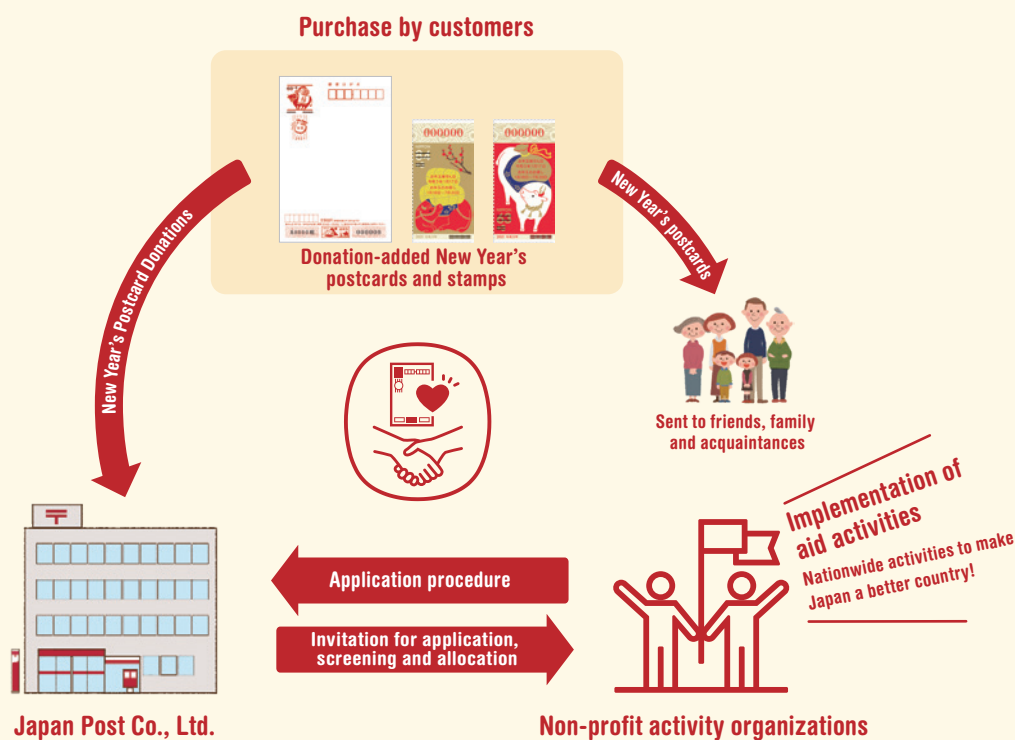 Purchase by customers
000000
000000
Donation-added New Year's
postcards and stamps
New Year's Postcard Donations
New Year's postcards
Sent to friends, family
and acquaintances
Implementation of
aid activities
Nationwide activities to make
Japan a better country!
Application procedure
Invitation for application,
screening and allocation
Japan Post Co., Ltd.
Non-profit activity organizations